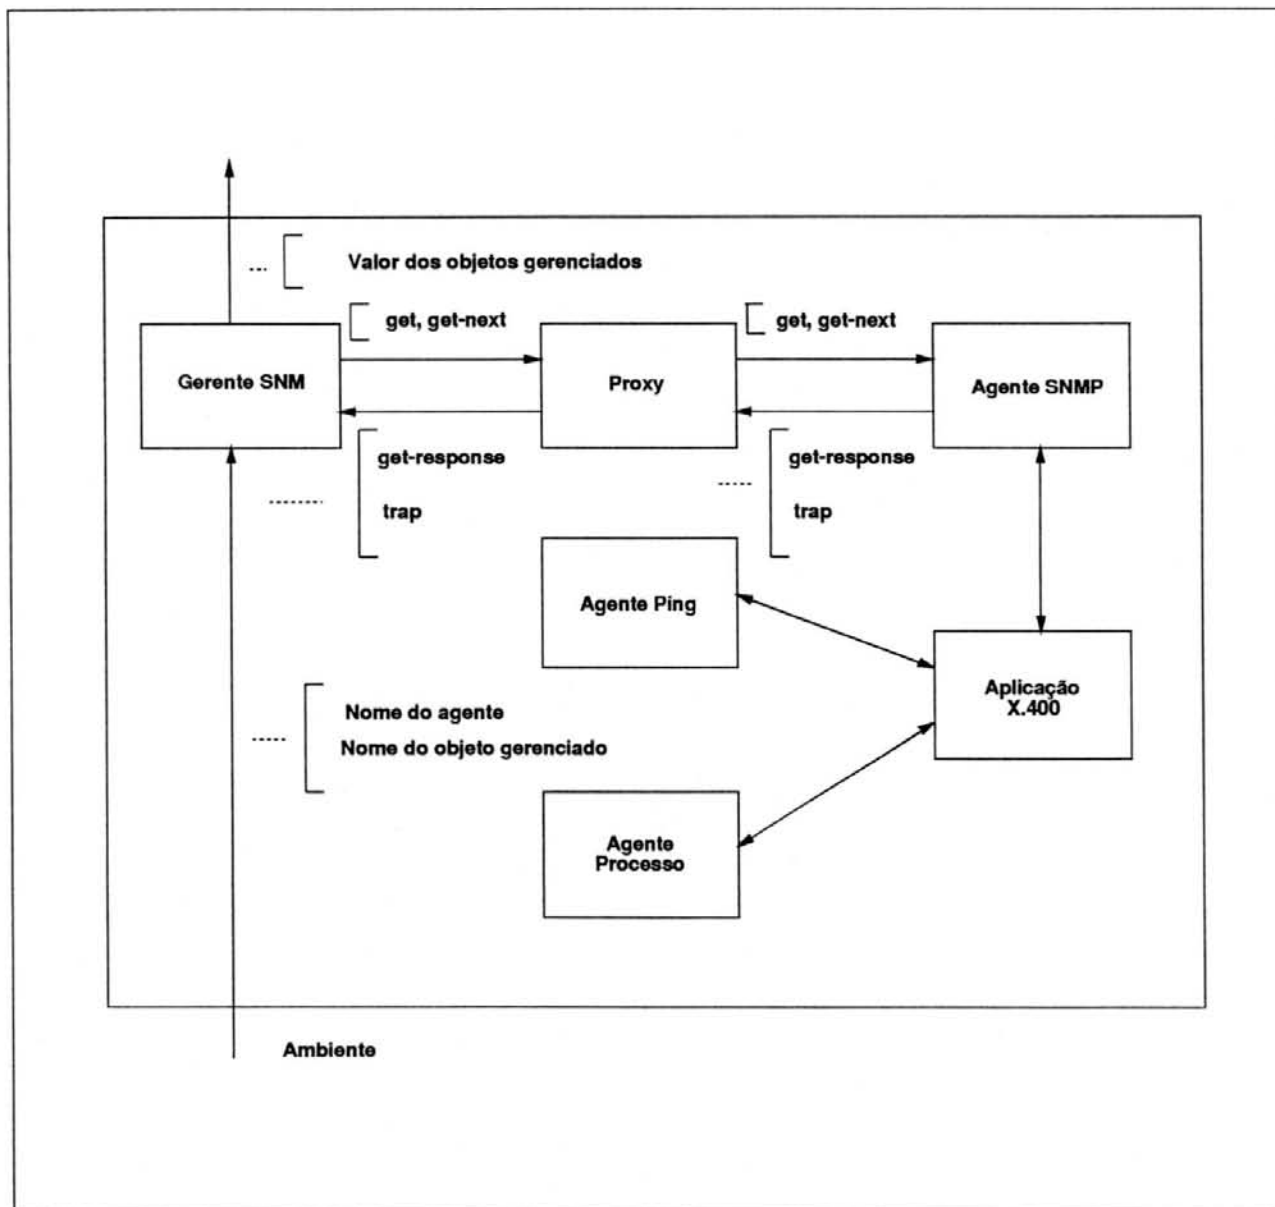 Valor dos objetos gerenciados
get, get-next
get, get-next
Gerente SNM
Proxy
Agente SNMP
get-response
trap
get-response
trap
Agente Ping
Aplicação
X.400
Nome do agente
Nome do objeto gerenciado
Agente
Processo
Ambiente